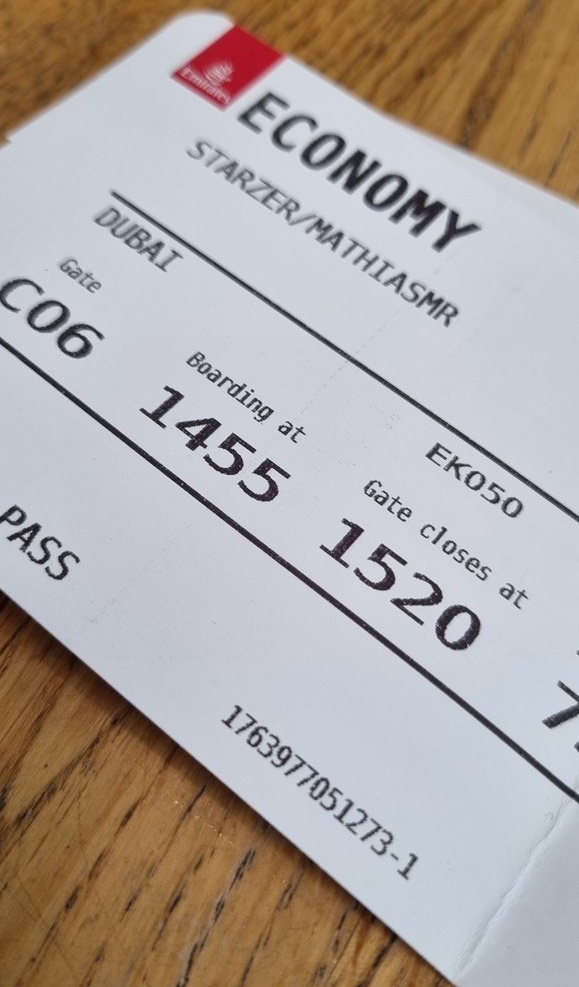 Emirates
ECONOMY
STARZER/MATHIASMR
DUBAI EK050
Gate Boarding at Gate closes at
C06 1455 1520
PASS
1763977051273-1